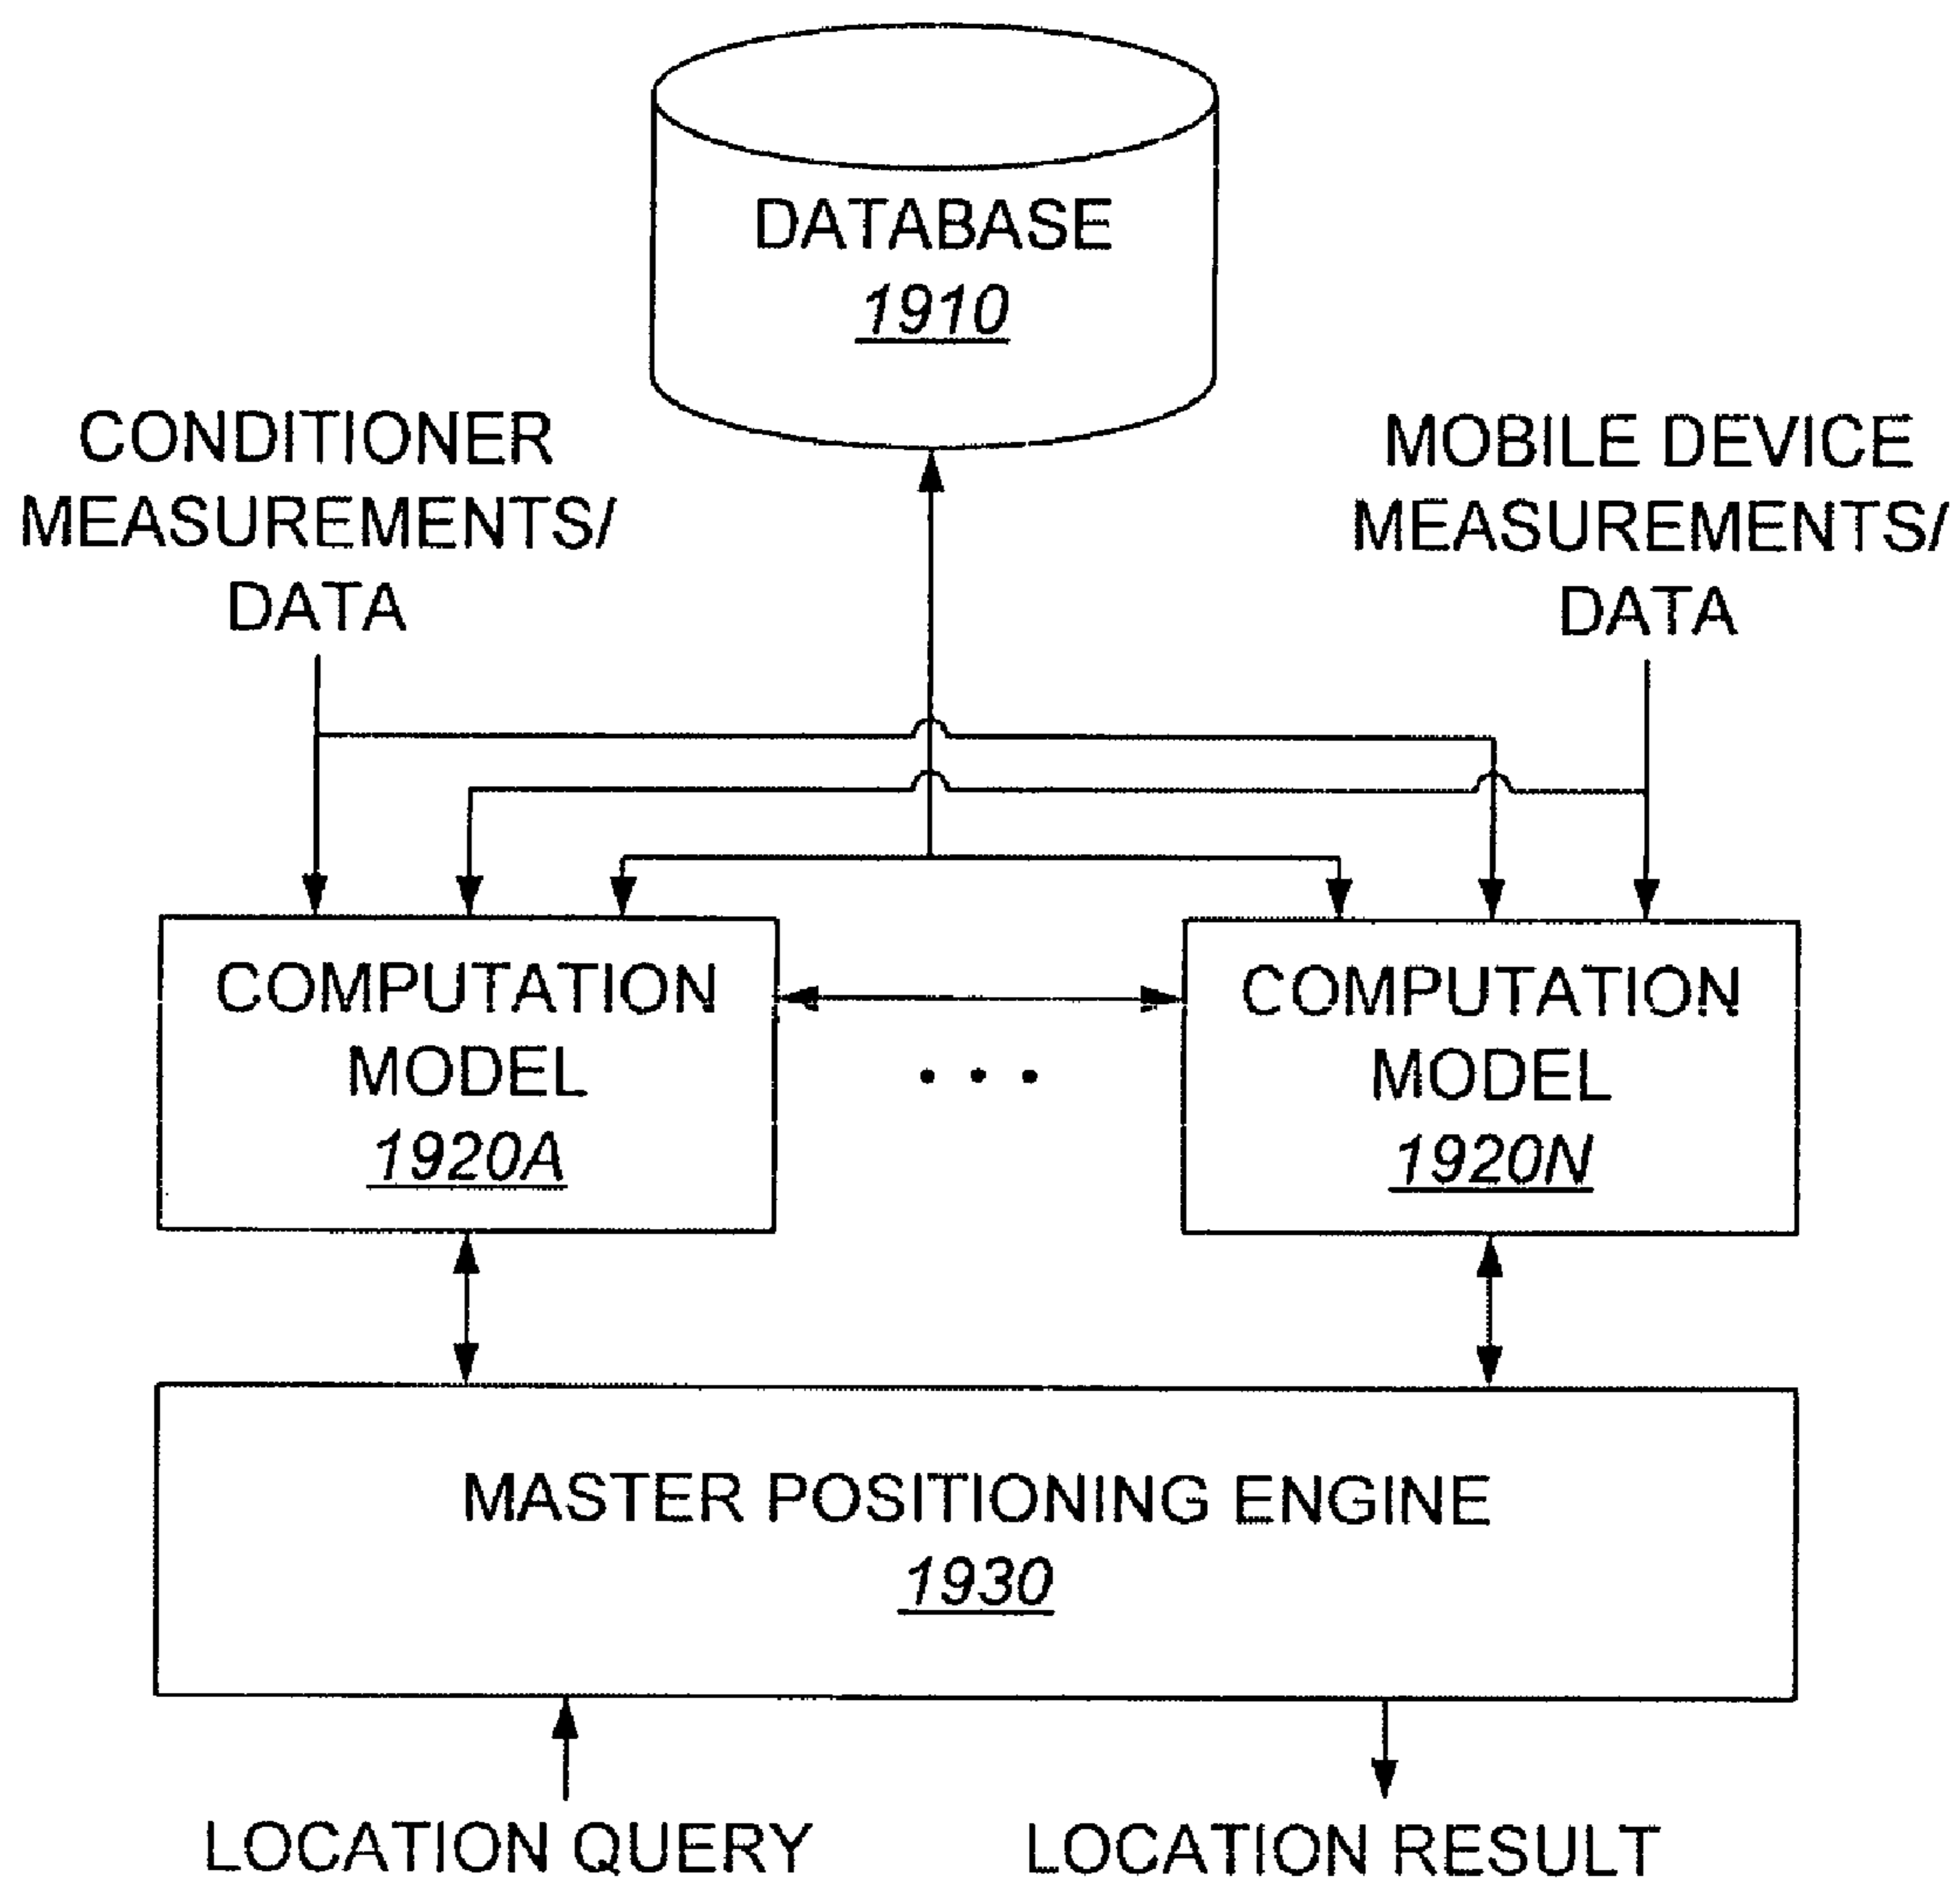 DATABASE
1910
CONDITIONER
MEASUREMENTS/
DATA
MOBILE DEVICE
MEASUREMENTS/
DATA
COMPUTATION
MODEL
1920A
. . .
COMPUTATION
MODEL
1920N
MASTER POSITIONING ENGINE
1930
LOCATION QUERY
LOCATION RESULT